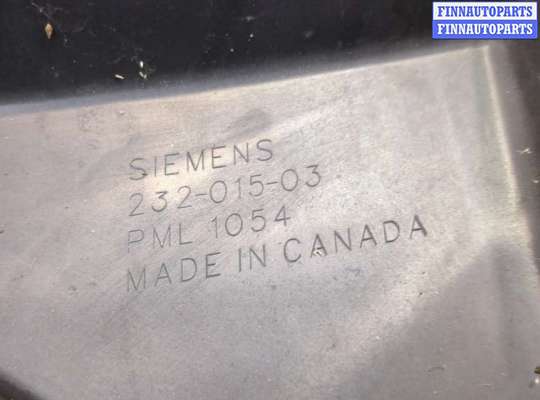 FINNAUTOPARTS
FINNAUTOPARTS
SIEMENS
232-015-03
PML 1054
MADE IN CANADA